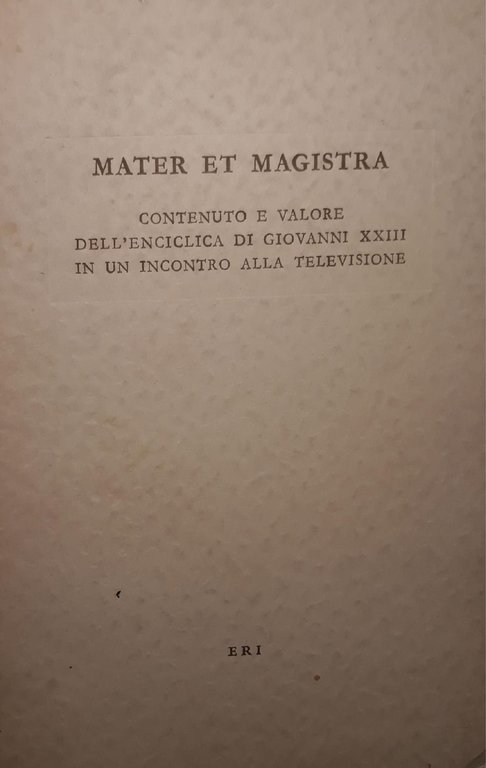 MATER ET MAGISTRA
CONTENUTO E VALORE
DELL'ENCICLICA DI GIOVANNI XXIII
IN UN INCONTRO ALLA TELEVISIONE
ERI